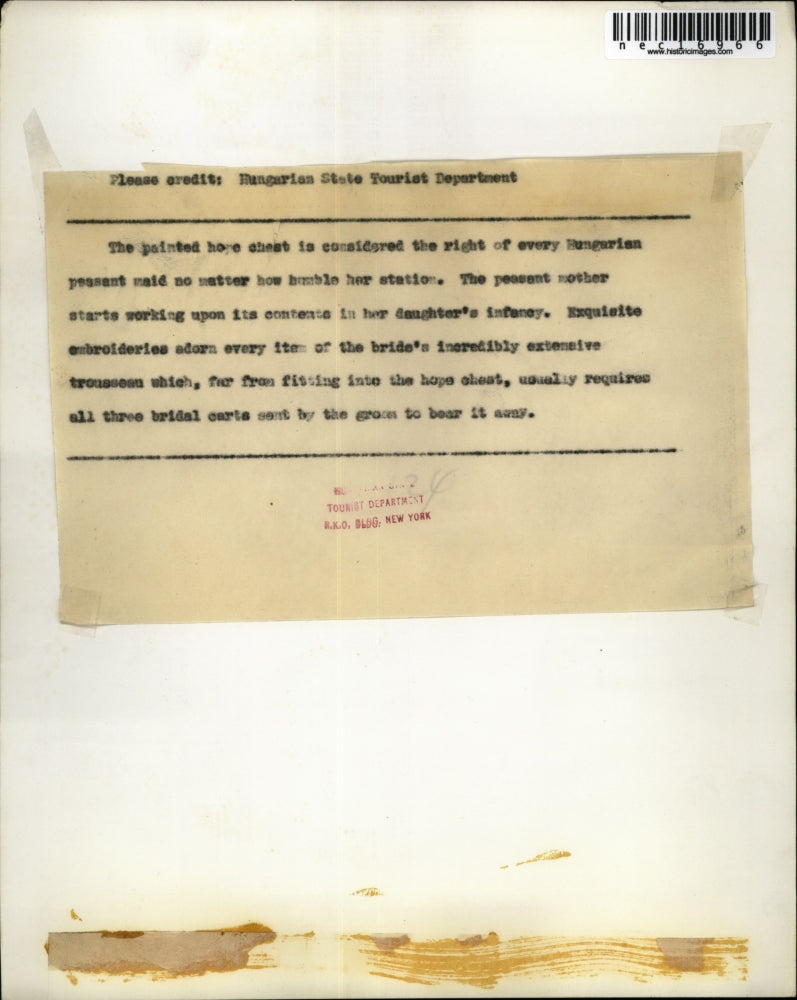 nec16966
www.historicimages.com
Please credit: Hungarian State Tourist Department
The painted hope chest is considered the right of every Hungarian
peasant maid no matter how humble her station. The peasant mother
starts working upon its contents in her daughter's infancy. Exquisite
embroideries adorn every item of the bride's incredibly extensive
trousseau which, far from fitting into the hope chest, usually requires
all three bridal carts sent by the groom to bear it away.
TOURIST DEPARTMENT
R.K.O. BLDG. NEW YORK